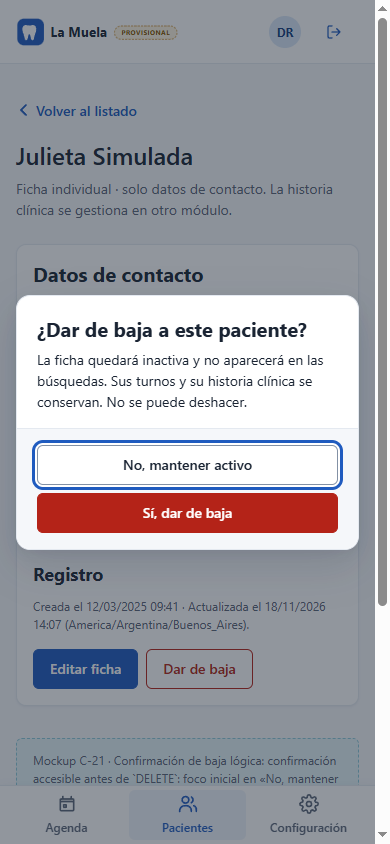 La Muela
PROVISIONAL
DR
Volver al listado
Julieta Simulada
Ficha individual · solo datos de contacto. La historia
clínica se gestiona en otro módulo.
Datos de contacto
¿Dar de baja a este paciente?
La ficha quedará inactiva y no aparecerá en las
búsquedas. Sus turnos y su historia clínica se
conservan. No se puede deshacer.
No, mantener activo
Sí, dar de baja
Registro
Creada el 12/03/2025 09:41 · Actualizada el 18/11/2026
14:07 (America/Argentina/Buenos_Aires).
Editar ficha
Dar de baja
Mockup C-21 · Confirmación de baja lógica: confirmación
accesible antes de `DELETE`: foco inicial en «No, mantener
Agenda
Pacientes
Configuración